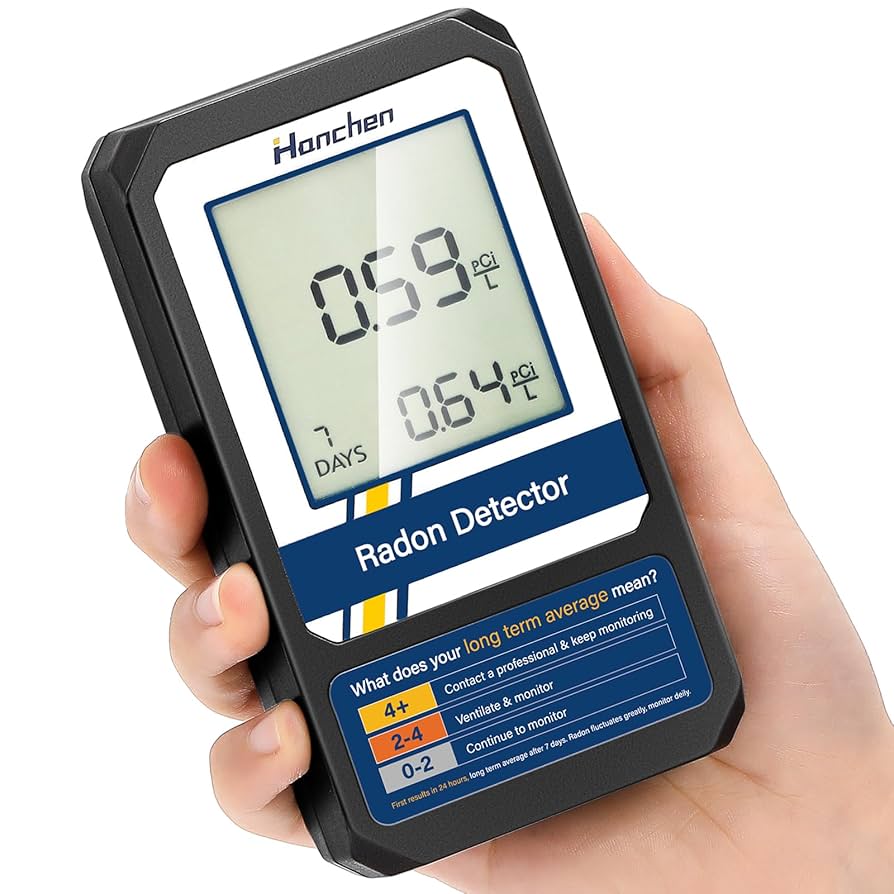 Hanchen
0.59 pCi/L
0.64 pCi/L
7
DAYS
Radon Detector
What does your long term average mean?
4+ Contact a professional & keep monitoring
2-4 Ventilate & monitor
0-2 Continue to monitor
First results in 24 hours, long term average after 7 days. Radon fluctuates greatly, monitor deily.